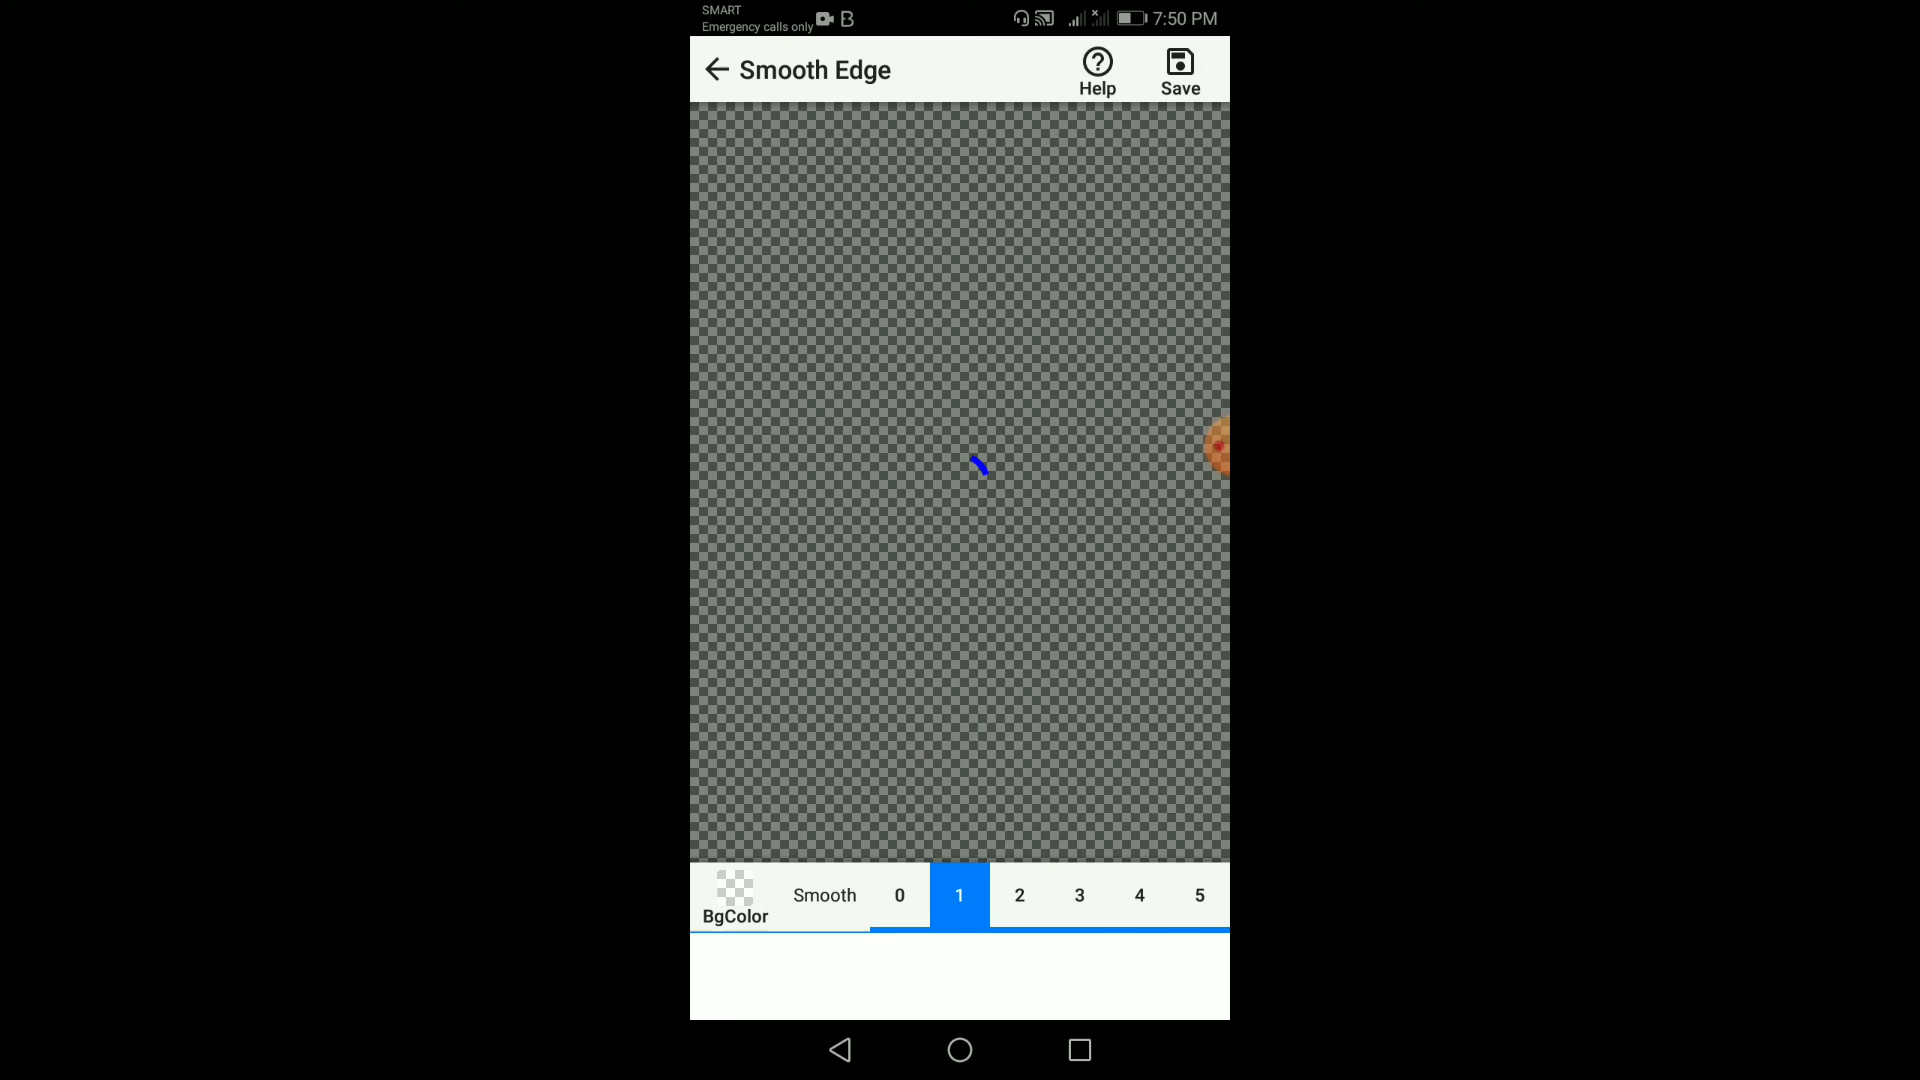 SMART
Emergency calls only
7:50 PM
Smooth Edge
Help
Save
BgColor
Smooth
0
1
2
3
4
5